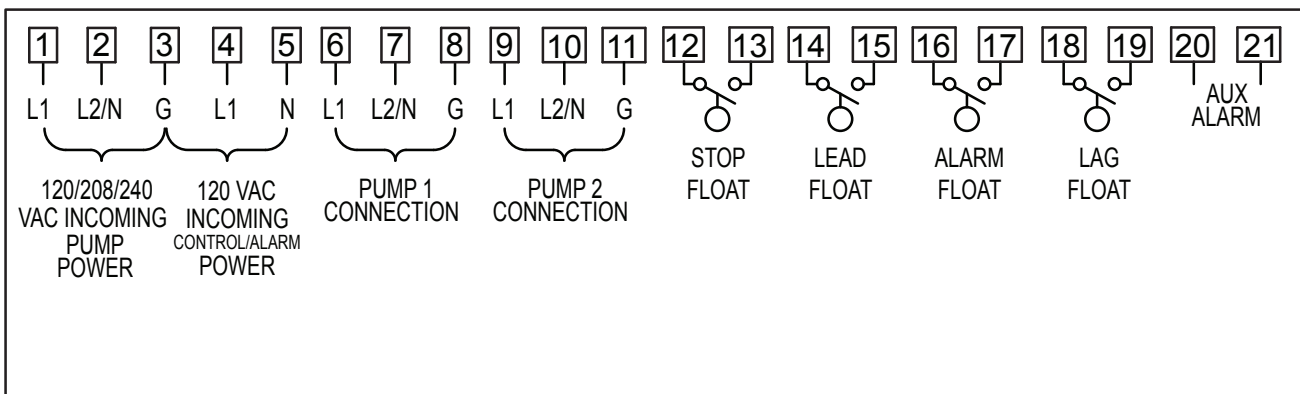 1 2 3 4 5 6 7 8 9 10 11 12 13 14 15 16 17 18 19 20 21
L1 L2/N G L1 N L1 L2/N G L1 L2/N G
120/208/240
VAC INCOMING
PUMP
POWER
120 VAC
INCOMING
CONTROL/ALARM
POWER
PUMP 1
CONNECTION
PUMP 2
CONNECTION
STOP
FLOAT
LEAD
FLOAT
ALARM
FLOAT
LAG
FLOAT
AUX
ALARM